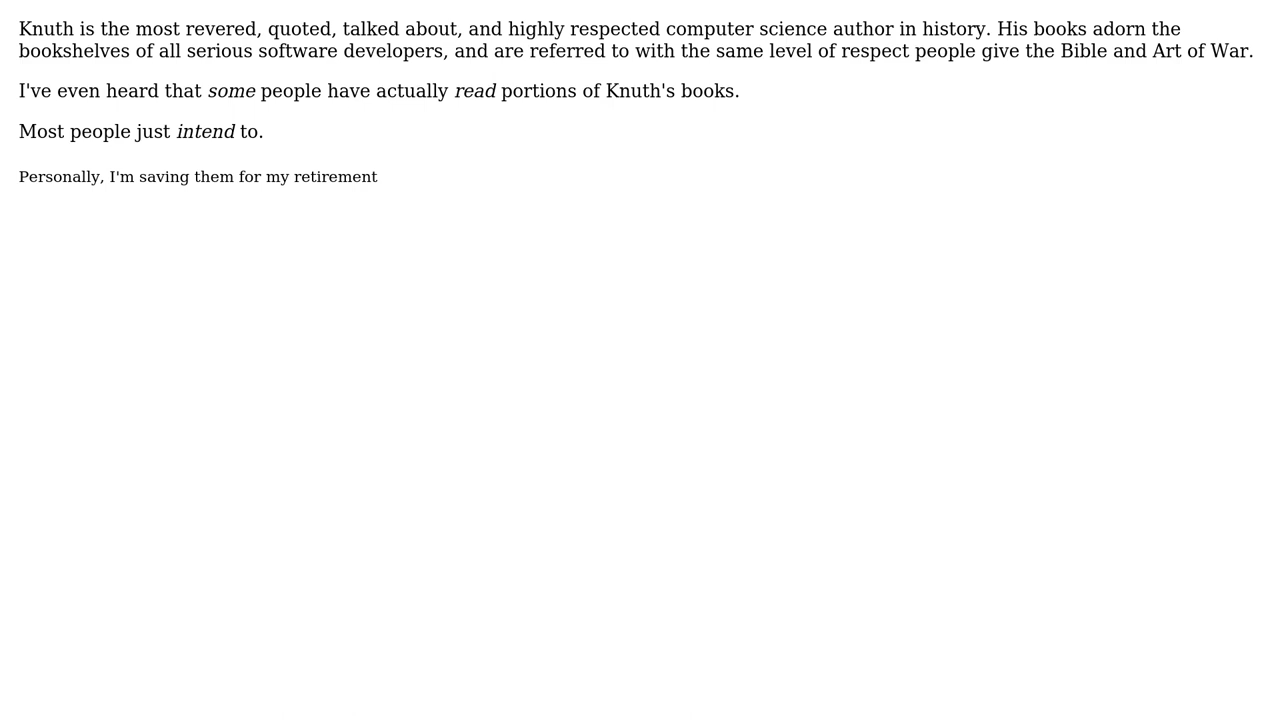 Knuth is the most revered, quoted, talked about, and highly respected computer science author in history. His books adorn the
bookshelves of all serious software developers, and are referred to with the same level of respect people give the Bible and Art of War.
I've even heard that some people have actually read portions of Knuth's books.
Most people just intend to.
Personally, I'm saving them for my retirement